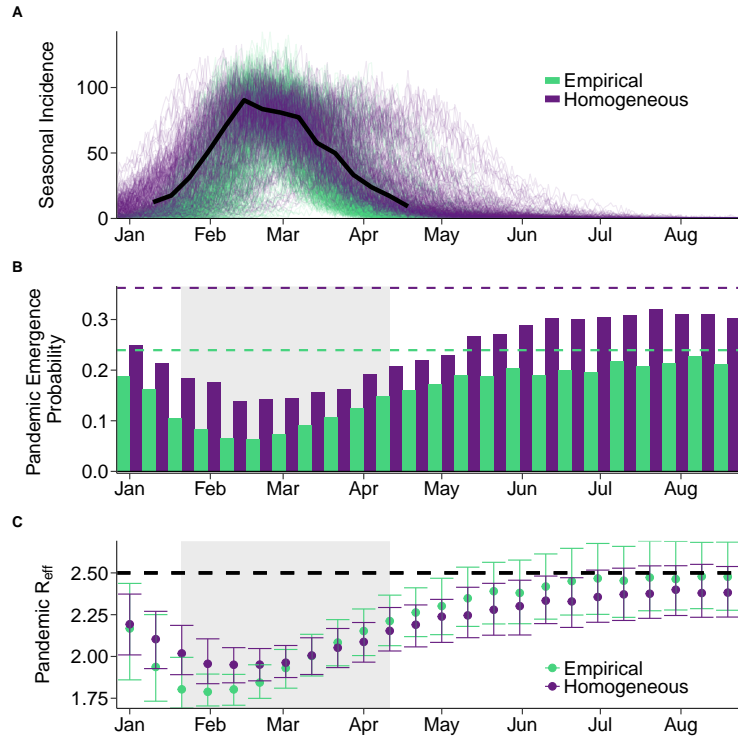 A
Seasonal Incidence
100
50
0
Empirical
Homogeneous
Jan Feb Mar Apr May Jun Jul Aug
B
Pandemic Emergence
Probability
0.3
0.2
0.1
0.0
Jan Feb Mar Apr May Jun Jul Aug
C
Pandemic Reff
2.50
2.25
2.00
1.75
Empirical
Homogeneous
Jan Feb Mar Apr May Jun Jul Aug